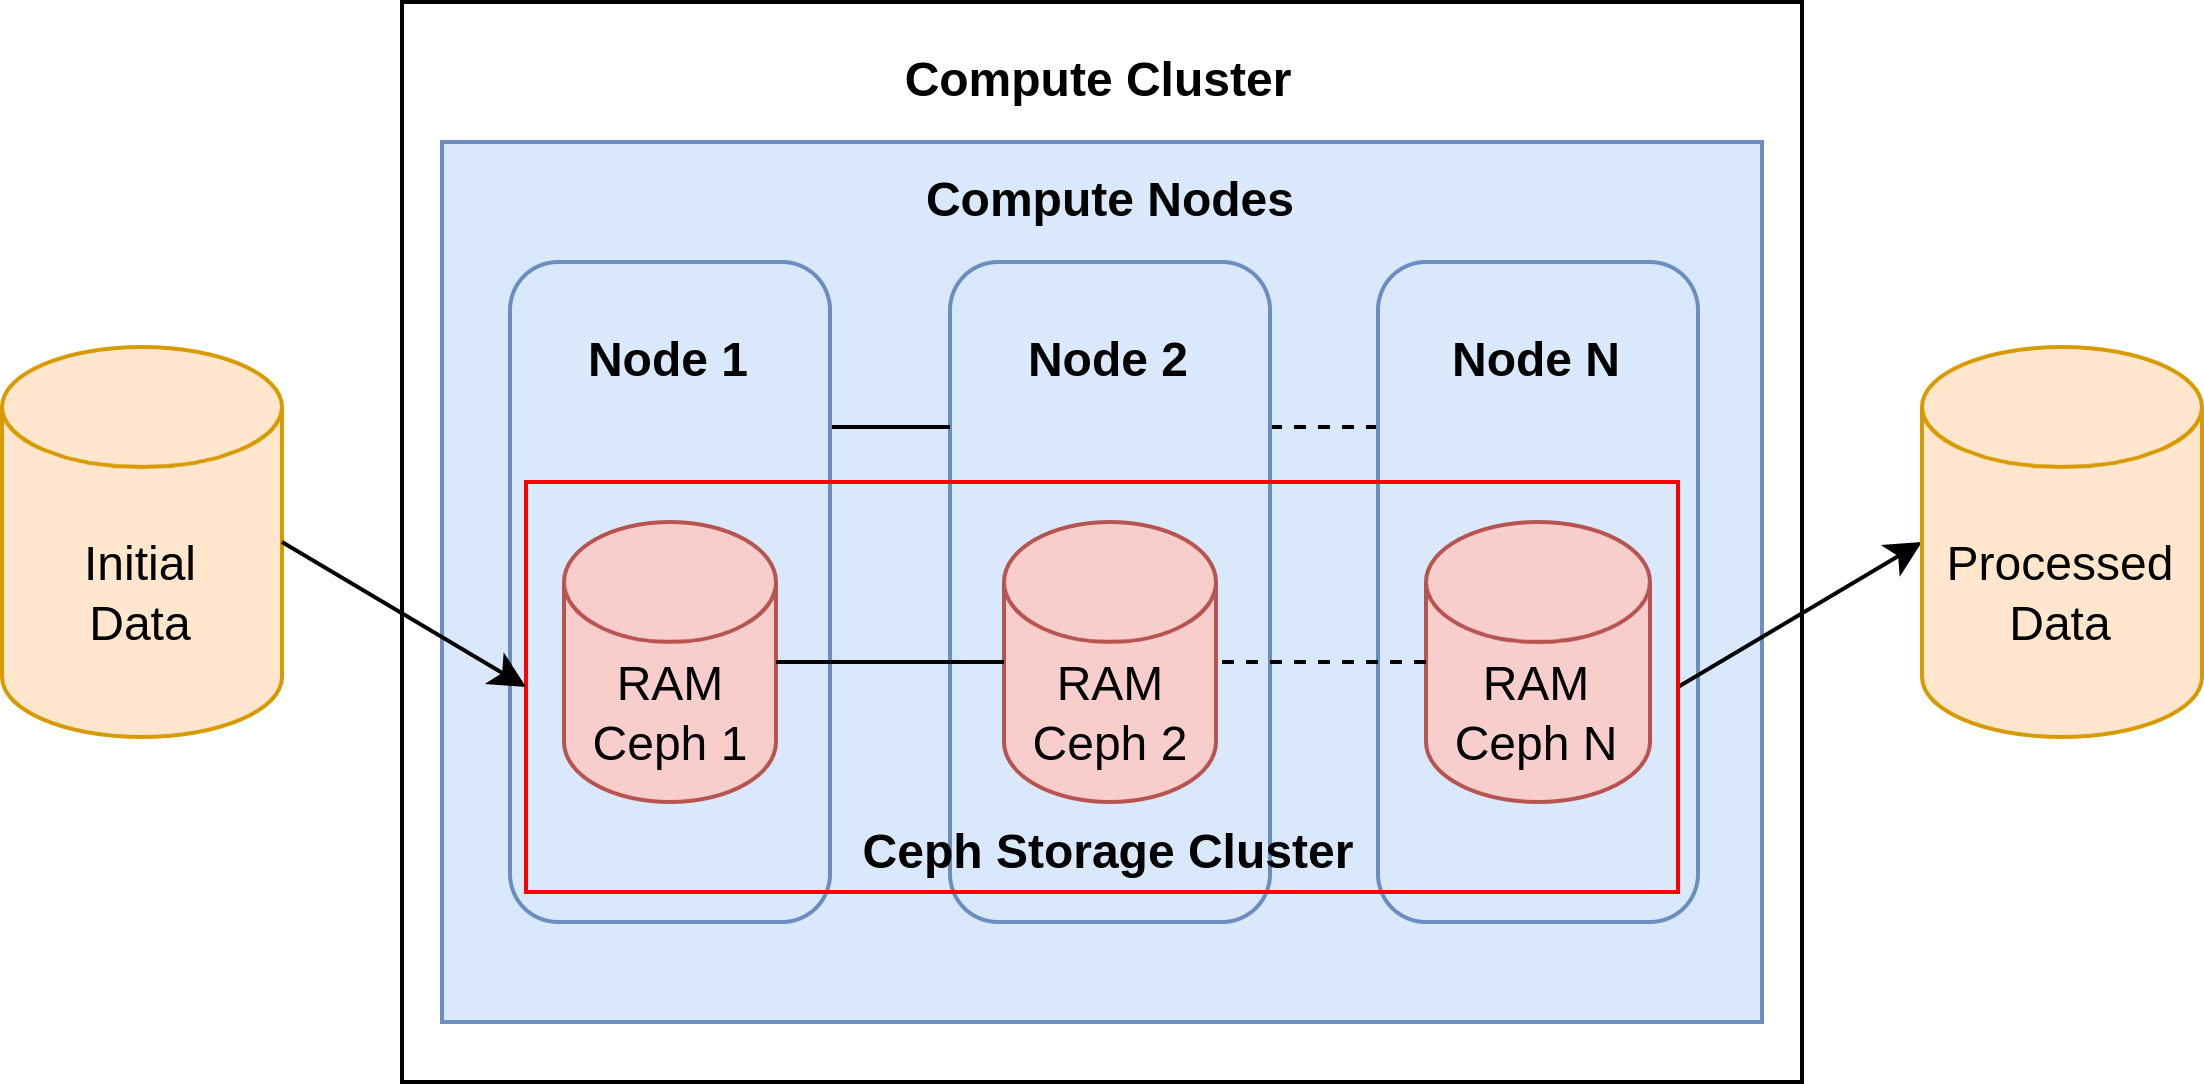 Compute Cluster
Compute Nodes
Node 1
Node 2
Node N
Initial
Data
RAM
Ceph 1
RAM
Ceph 2
RAM
Ceph N
Processed
Data
Ceph Storage Cluster